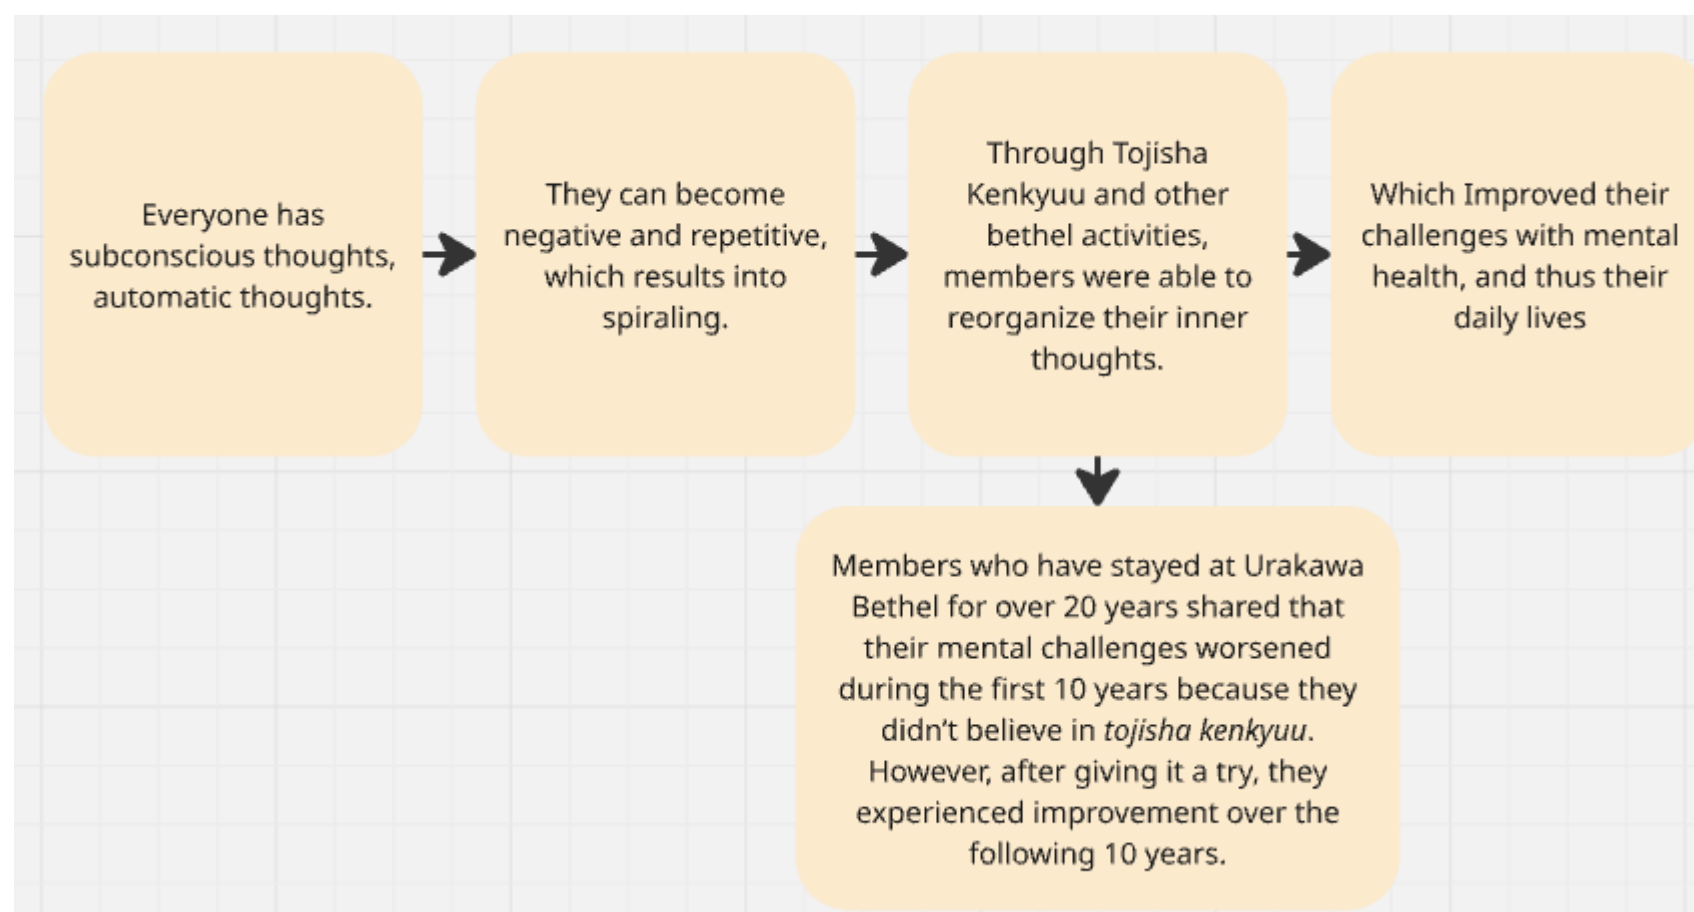 Everyone has
subconscious thoughts,
automatic thoughts.
They can become
negative and repetitive,
which results into
spiraling.
Through Tojisha
Kenkyuu and other
bethel activities,
members were able to
reorganize their inner
thoughts.
Which Improved their
challenges with mental
health, and thus their
daily lives
Members who have stayed at Urakawa
Bethel for over 20 years shared that
their mental challenges worsened
during the first 10 years because they
didn’t believe in tojisha kenkyuu.
However, after giving it a try, they
experienced improvement over the
following 10 years.